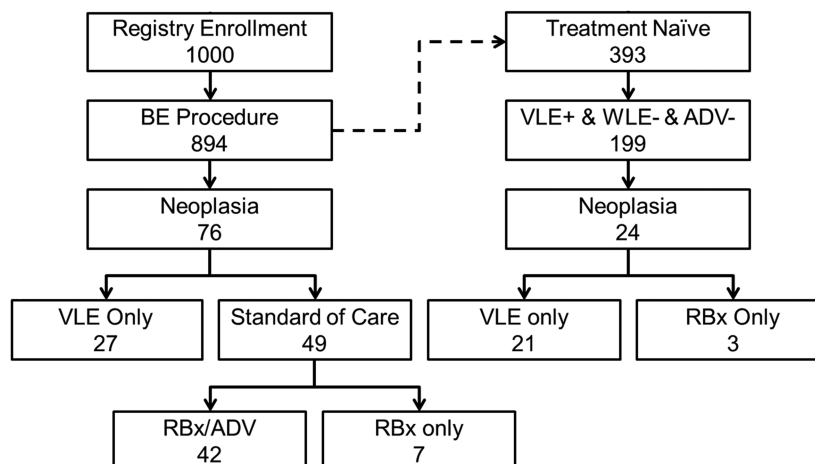 Registry Enrollment
1000
BE Procedure
894
Neoplasia
76
VLE Only
27
Standard of Care
49
RBx/ADV
42
RBx only
7
Treatment Naïve
393
VLE+ & WLE- & ADV-
199
Neoplasia
24
VLE only
21
RBx Only
3